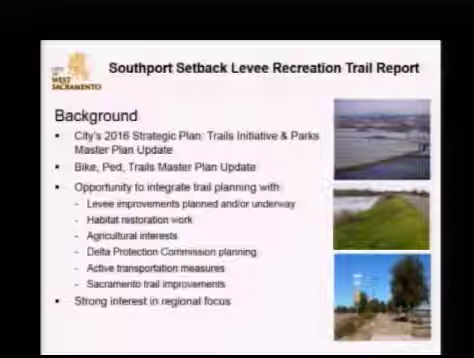 CITY
OF
WEST
SACRAMENTO
Southport Setback Levee Recreation Trail Report
Background
▪ City's 2016 Strategic Plan: Trails Initiative & Parks
Master Plan Update
▪ Bike, Ped, Trails Master Plan Update
▪ Opportunity to integrate trail planning with:
- Levee improvements planned and/or underway
- Habitat restoration work
- Agricultural interests
- Delta Protection Commission planning
- Active transportation measures
- Sacramento trail improvements
▪ Strong interest in regional focus